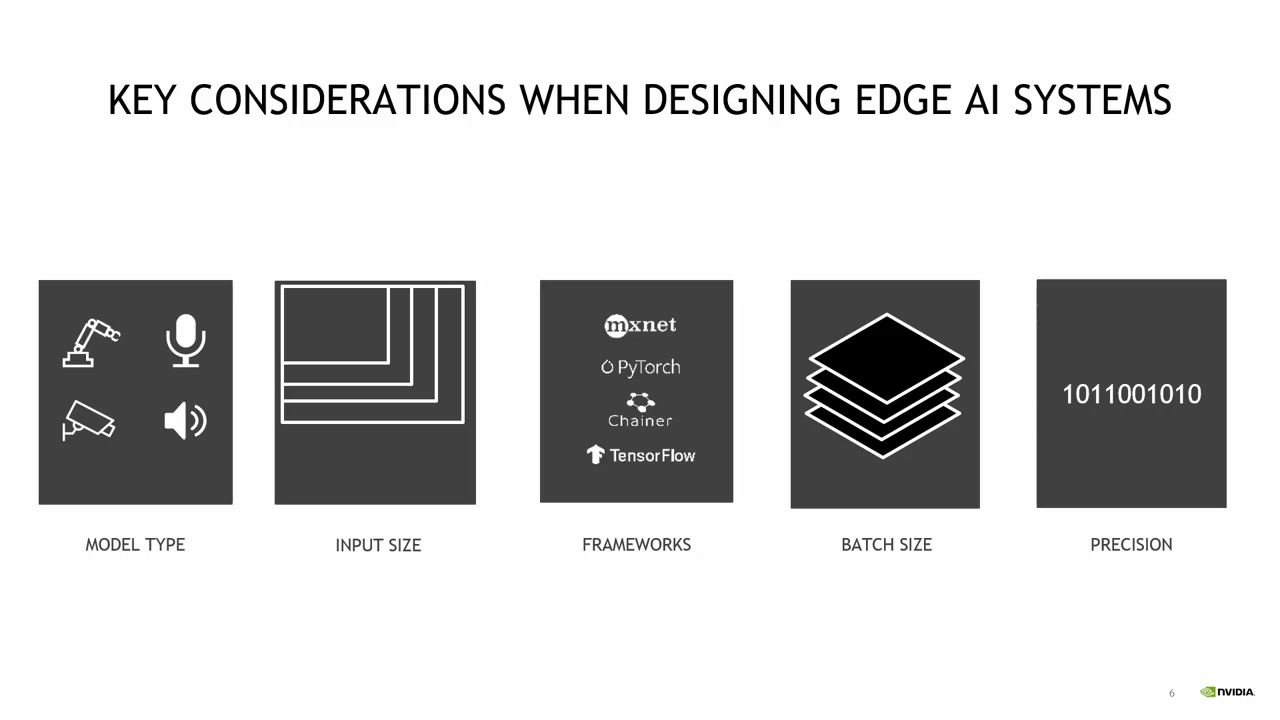 KEY CONSIDERATIONS WHEN DESIGNING EDGE AI SYSTEMS
mxnet
PyTorch
Chainer
TensorFlow
1011001010
MODEL TYPE
INPUT SIZE
FRAMEWORKS
BATCH SIZE
PRECISION
6
NVIDIA.